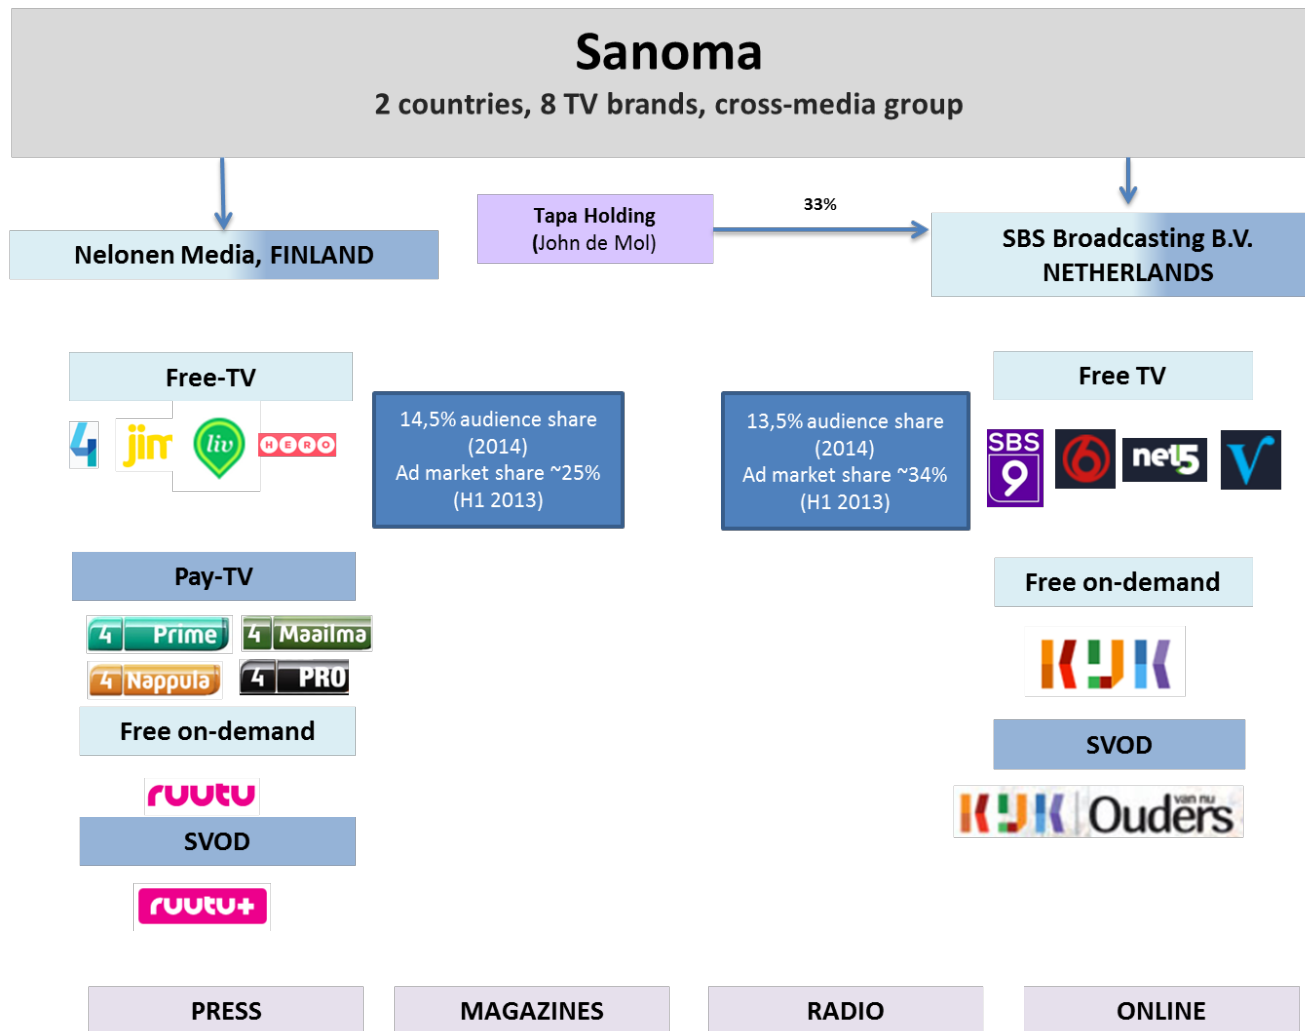 Sanoma
2 countries, 8 TV brands, cross-media group
Tapa Holding
(John de Mol)
33%
Nelonen Media, FINLAND
SBS Broadcasting B.V.
NETHERLANDS
Free-TV
4
jim
liv
HERO
14,5% audience share
(2014)
Ad market share ~25%
(H1 2013)
13,5% audience share
(2014)
Ad market share ~34%
(H1 2013)
Free TV
SBS
9
6
net5
V
Pay-TV
4 Prime
4 Maailma
4 Nappula
4 PRO
Free on-demand
ruutu
SVOD
ruutu+
Free on-demand
KIJK
SVOD
KIJK
Ouders
van nu
PRESS
MAGAZINES
RADIO
ONLINE